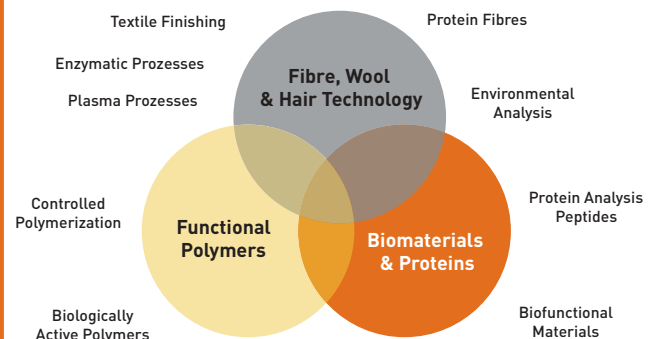 Textile Finishing
Protein Fibres
Enzymatic Prozesses
Fibre, Wool
& Hair Technology
Plasma Prozesses
Environmental
Analysis
Controlled
Polymerization
Functional
Polymers
Biomaterials
& Proteins
Protein Analysis
Peptides
Biologically
Active Polymers
Biofunctional
Materials